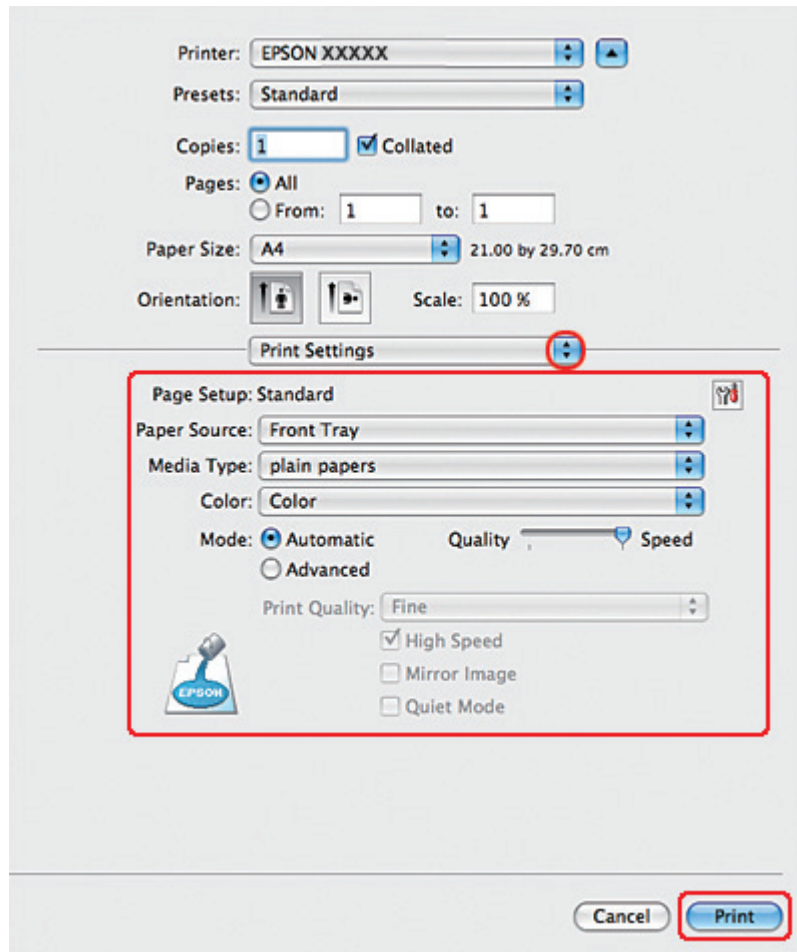 Printer: EPSON XXXXX
Presets: Standard
Copies: 1 Collated
Pages: All
From: 1 to: 1
Paper Size: A4 21.00 by 29.70 cm
Orientation: Scale: 100 %
Print Settings
Page Setup: Standard
Paper Source: Front Tray
Media Type: plain papers
Color: Color
Mode: Automatic Quality Speed
Advanced
Print Quality: Fine
High Speed
Mirror Image
EPSON
Quiet Mode
Cancel Print